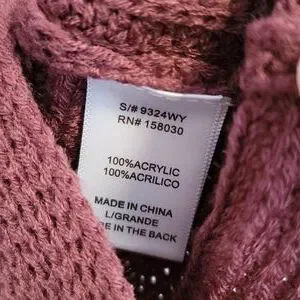 S/# 9324WY
RN# 158030
100%ACRYLIC
100%ACRILICO
MADE IN CHINA
L/GRANDE
IN THE BACK